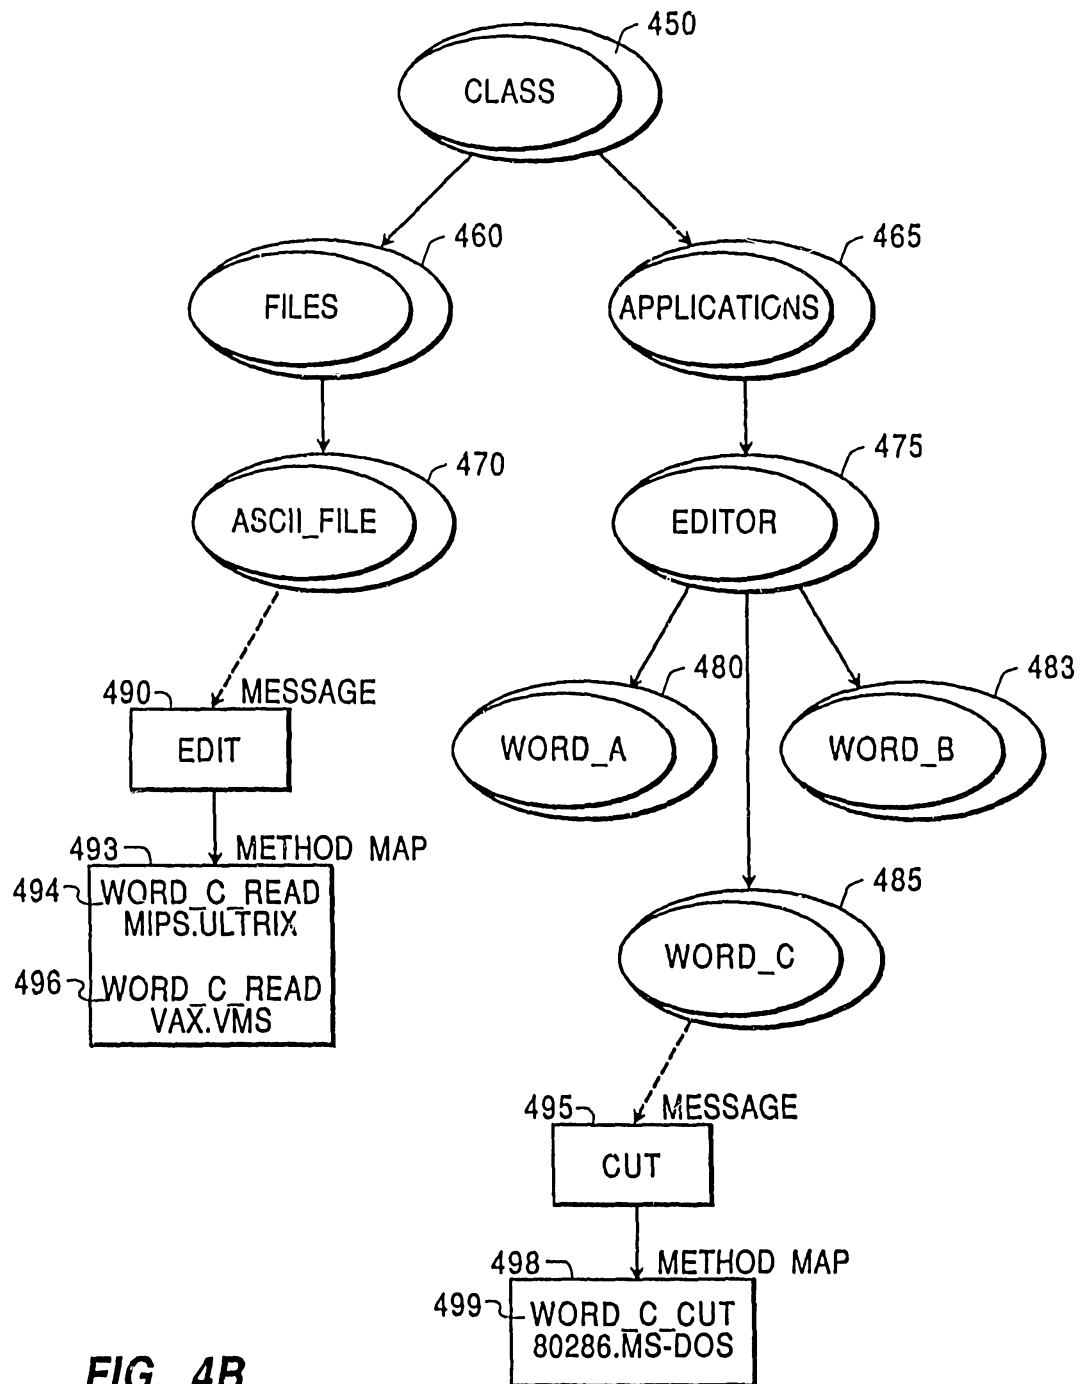 450
CLASS
460
465
FILES
APPLICATIONS
470
475
ASCII_FILE
EDITOR
480
483
490
MESSAGE
EDIT
WORD_A
WORD_B
493
METHOD MAP
494
WORD_C_READ
MIPS.ULTRIX
485
496
WORD_C_READ
VAX.VMS
WORD_C
495
MESSAGE
CUT
498
METHOD MAP
499
WORD_C_CUT
80286.MS-DOS
FIG. 4B